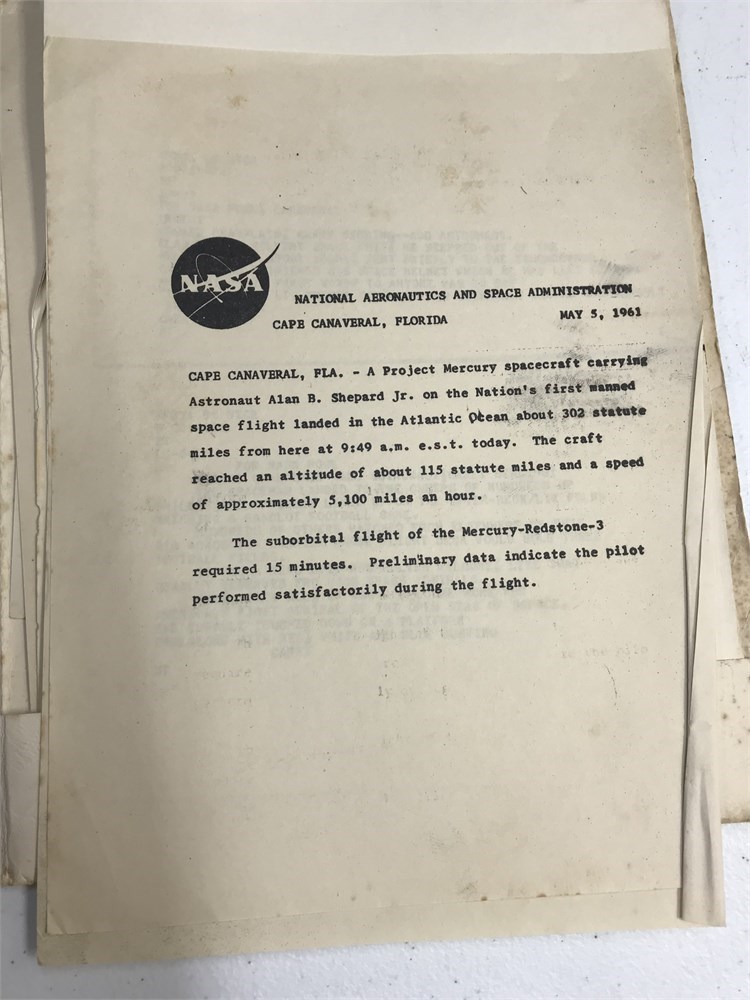 NASA
NATIONAL AERONAUTICS AND SPACE ADMINISTRATION
CAPE CANAVERAL, FLORIDA MAY 5, 1961
CAPE CANAVERAL, FLA. - A Project Mercury spacecraft carrying
Astronaut Alan B. Shepard Jr. on the Nation's first manned
space flight landed in the Atlantic Ocean about 302 statute
miles from here at 9:49 a.m. e.s.t. today. The craft
reached an altitude of about 115 statute miles and a speed
of approximately 5,100 miles an hour.
The suborbital flight of the Mercury-Redstone-3
required 15 minutes. Preliminary data indicate the pilot
performed satisfactorily during the flight.